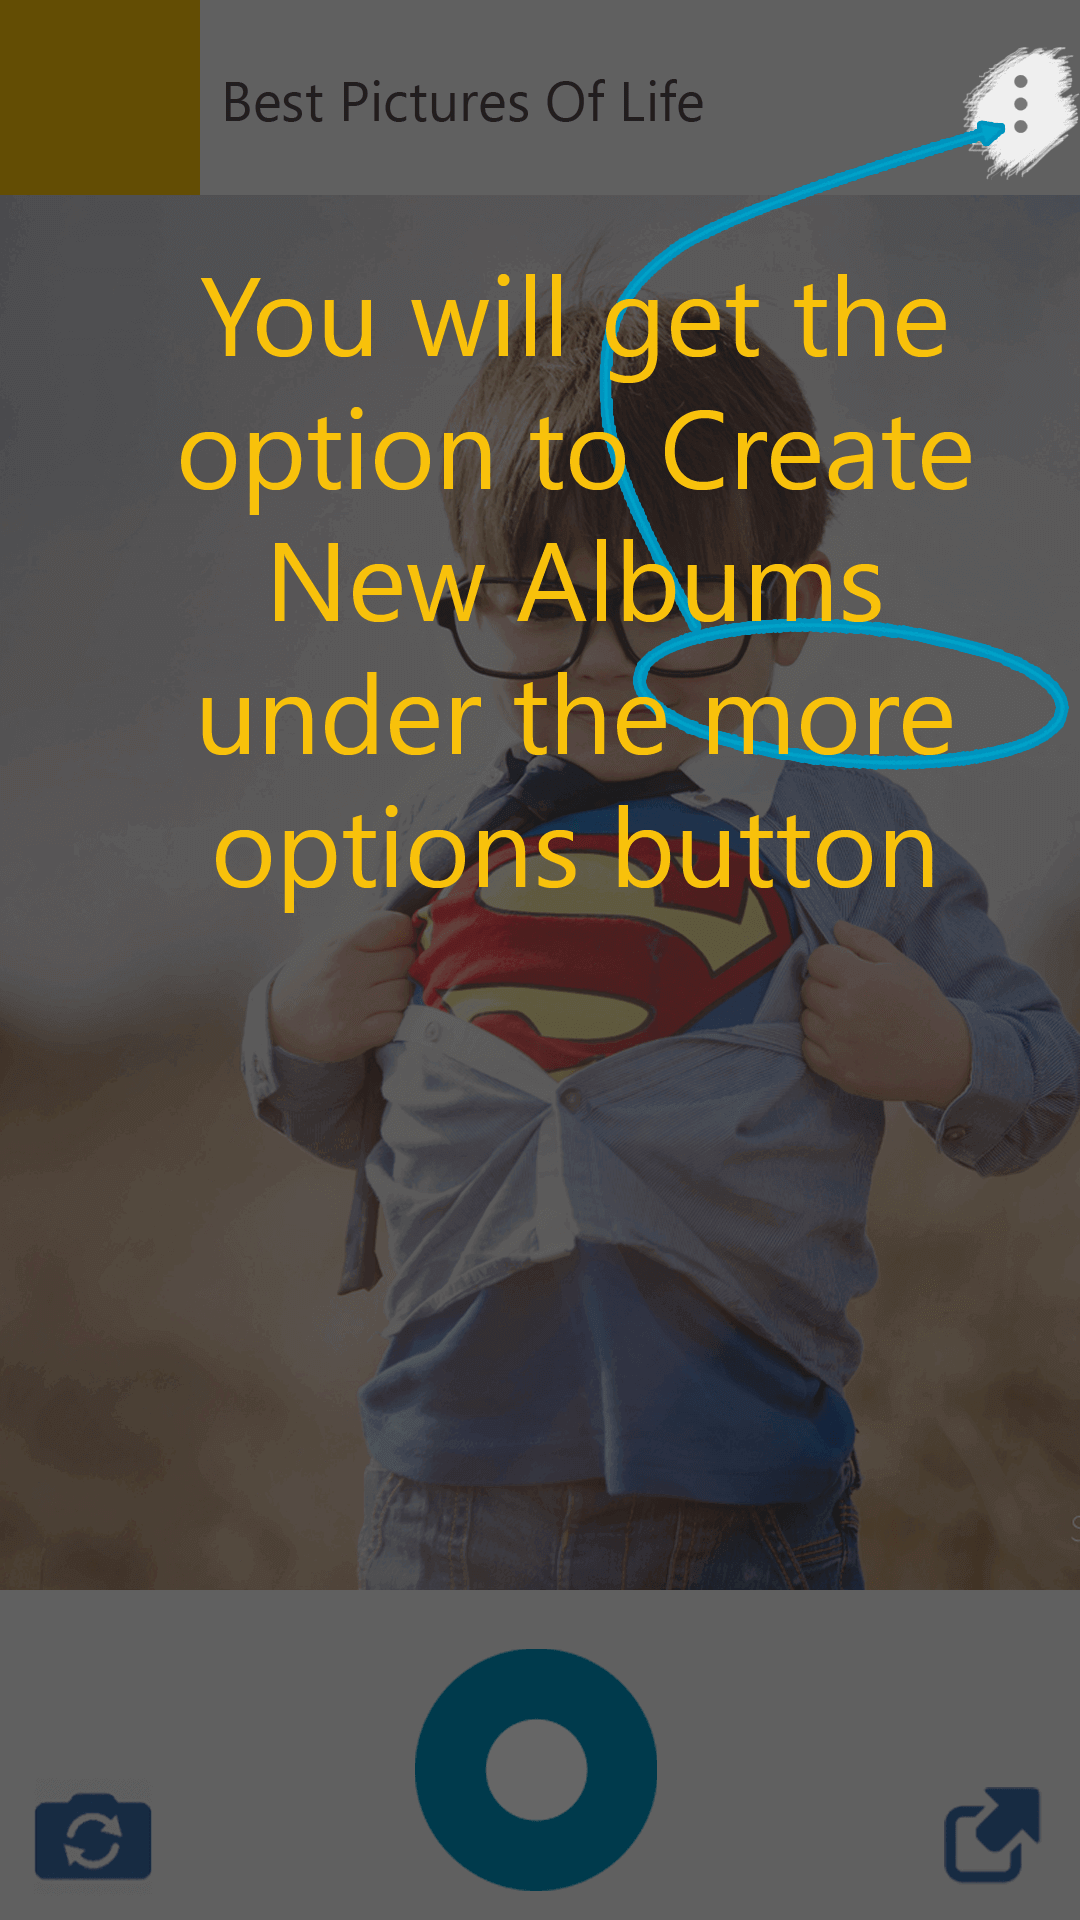 Best Pictures Of Life
You will get the
option to Create
New Albums
under the more
options button